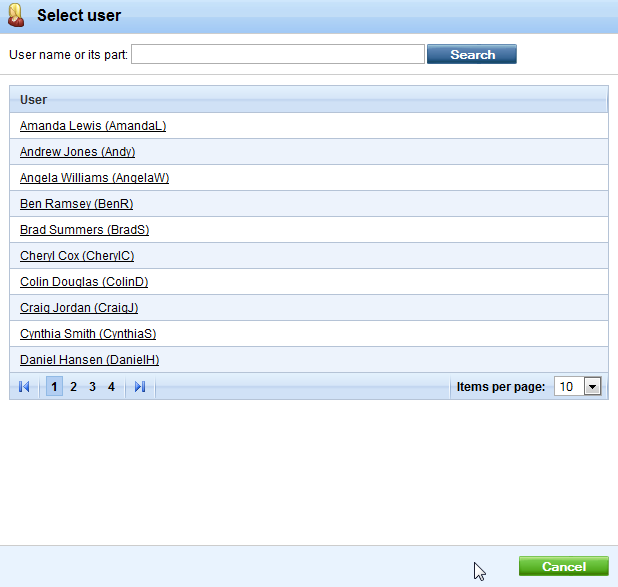 Select user
User name or its part: Search
User
Amanda Lewis (AmandaL)
Andrew Jones (Andy)
Angela Williams (AngelaW)
Ben Ramsey (BenR)
Brad Summers (BradS)
Cheryl Cox (CherylC)
Colin Douglas (ColinD)
Craig Jordan (CraigJ)
Cynthia Smith (CynthiaS)
Daniel Hansen (DanielH)
1 2 3 4 Items per page: 10
Cancel